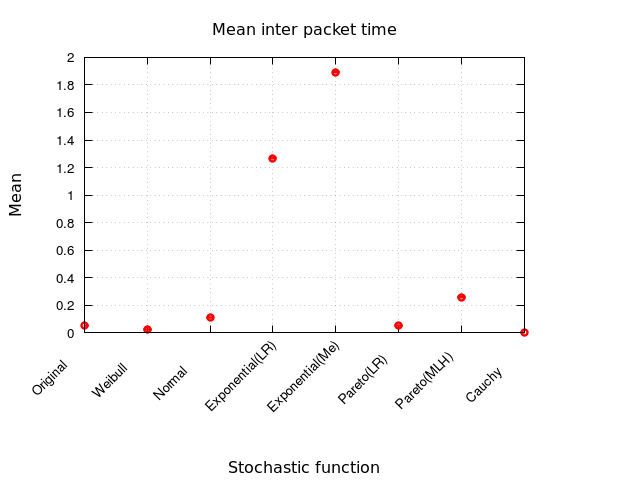 Mean inter packet time
2
1.8
1.6
1.4
1.2
1
0.8
0.6
0.4
0.2
0
Mean
Original
Weibull
Normal
Exponential(LR)
Exponential(Me)
Pareto(LR)
Pareto(MLH)
Cauchy
Stochastic function